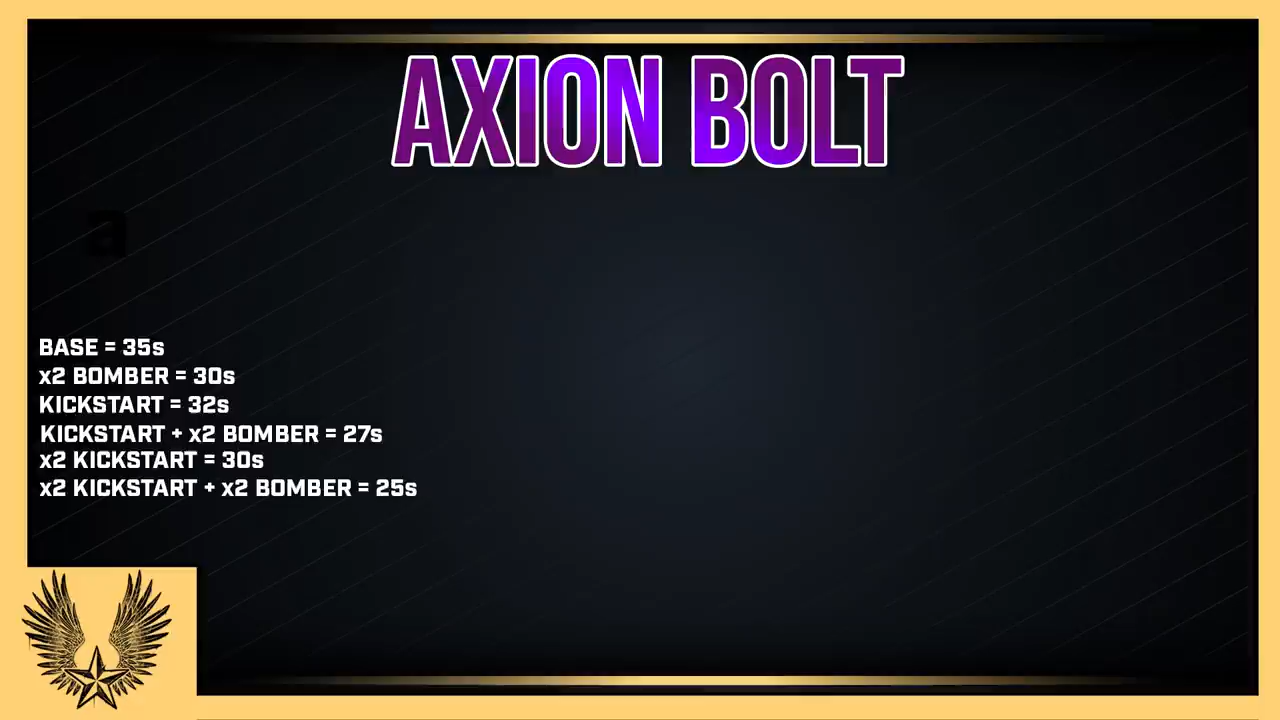 AXION BOLT
a
BASE = 35s
x2 BOMBER = 30s
KICKSTART = 32s
KICKSTART + x2 BOMBER = 27s
x2 KICKSTART = 30s
x2 KICKSTART + x2 BOMBER = 25s